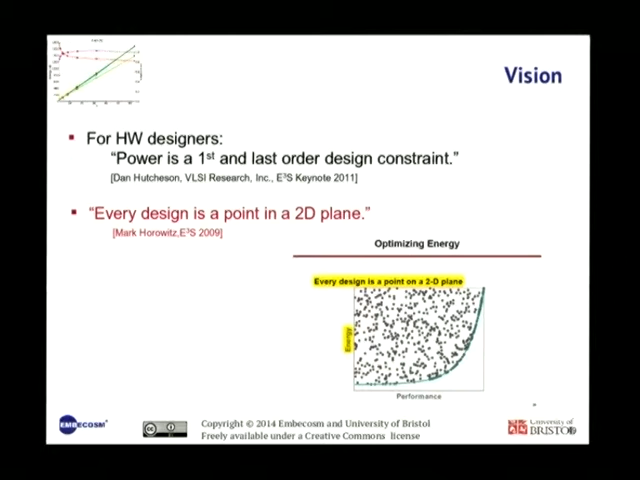 Vision
For HW designers:
“Power is a 1st and last order design constraint.”
[Dan Hutcheson, VLSI Research, Inc., E3S Keynote 2011]
“Every design is a point in a 2D plane.”
[Mark Horowitz,E3S 2009]
Optimizing Energy
Every design is a point on a 2-D plane
Energy
Performance
EMBECOSM
Copyright © 2014 Embecosm and University of Bristol
Freely available under a Creative Commons license
University of
BRISTOL